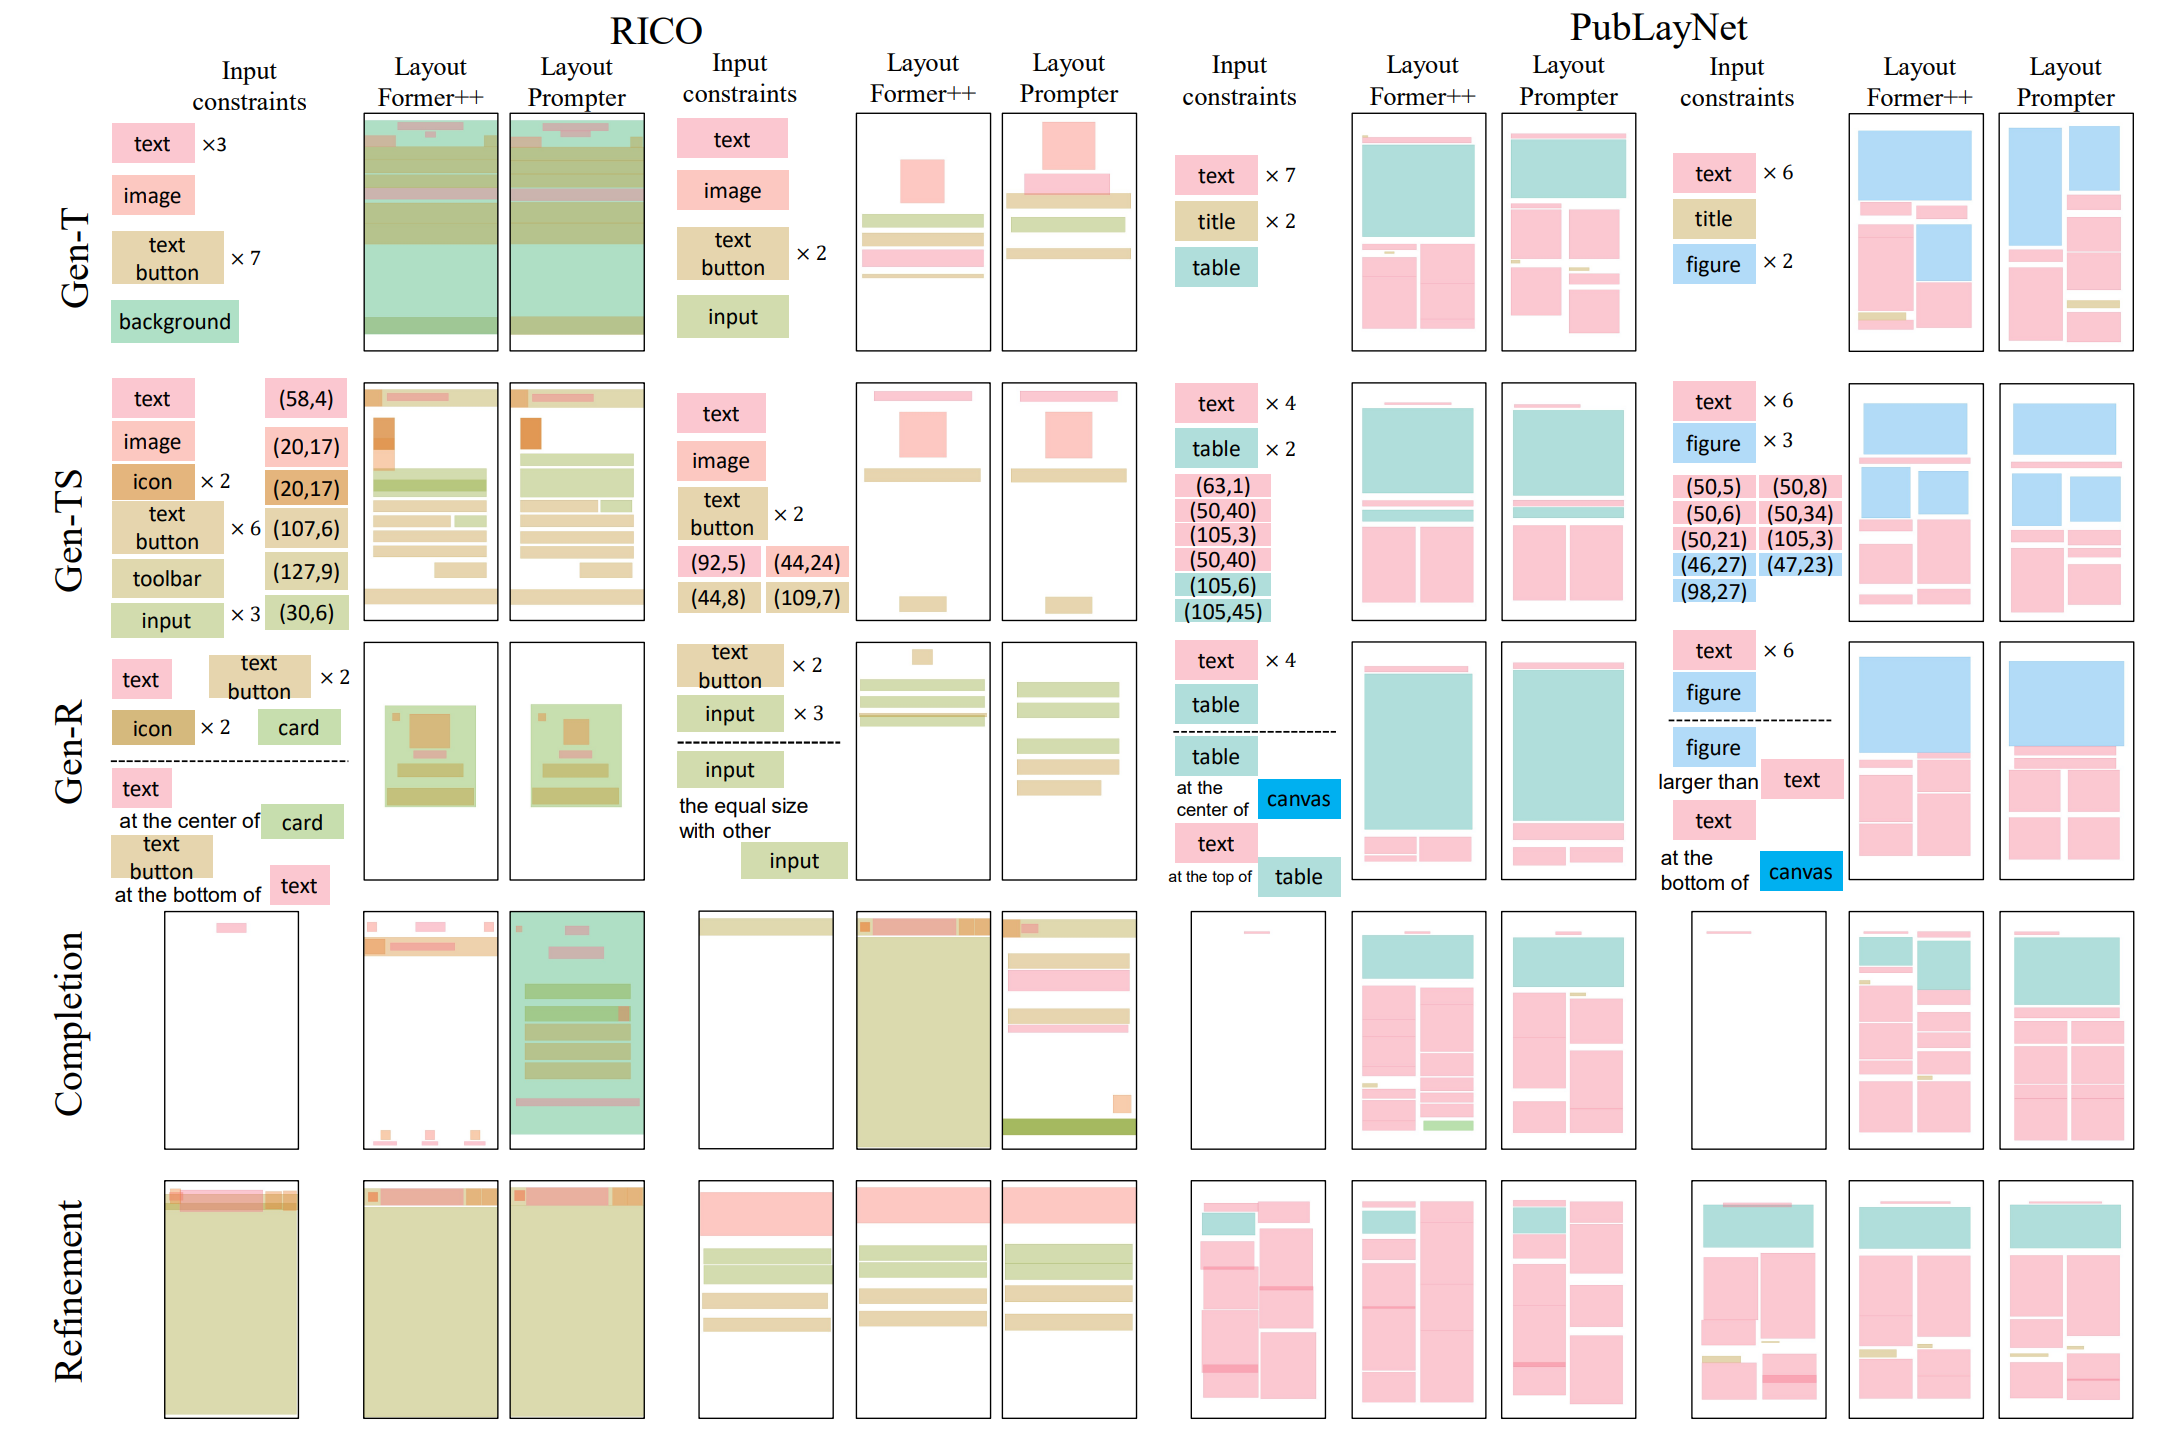 RICO
PubLayNet
Input
constraints
Layout
Former++
Layout
Prompter
Input
constraints
Layout
Former++
Layout
Prompter
Input
constraints
Layout
Former++
Layout
Prompter
Input
constraints
Layout
Former++
Layout
Prompter
Gen-T
text ×3
image
text
button × 7
background
text
image
text
button × 2
input
text × 7
title × 2
table
text × 6
title
figure × 2
Gen-TS
text (58,4)
image (20,17)
icon × 2 (20,17)
text
button × 6 (107,6)
toolbar (127,9)
input × 3 (30,6)
text
image
text
button × 2
(92,5) (44,24)
(44,8) (109,7)
text × 4
table × 2
(63,1)
(50,40)
(105,3)
(50,40)
(105,6)
(105,45)
text × 6
figure × 3
(50,5) (50,8)
(50,6) (50,34)
(50,21) (105,3)
(46,27) (47,23)
(98,27)
Gen-R
text text
button × 2
icon × 2 card
text
at the center of card
text
button
at the bottom of text
text
button × 2
input × 3
input
the equal size
with other
input
text × 4
table
table
at the
center of canvas
text
at the top of table
text × 6
figure
figure
larger than text
text
at the
bottom of canvas
Completion
Refinement